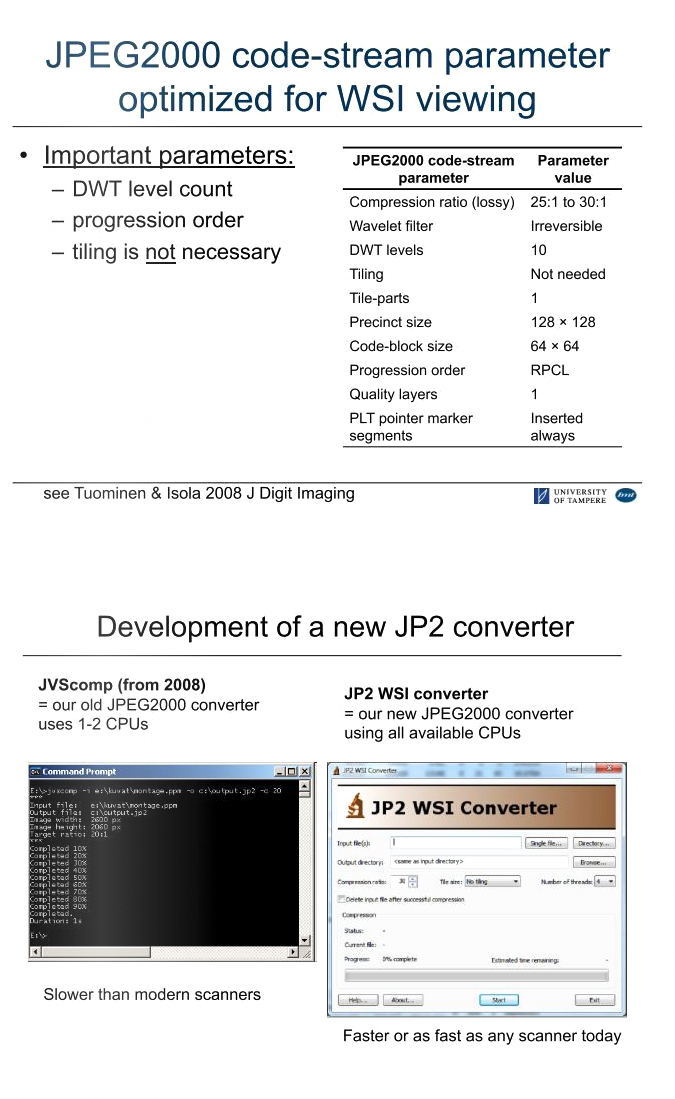 JPEG2000 code-stream parameter
optimized for WSI viewing
• Important parameters:
– DWT level count
– progression order
– tiling is not necessary
JPEG2000 code-stream parameter Parameter value
Compression ratio (lossy) 25:1 to 30:1
Wavelet filter Irreversible
DWT levels 10
Tiling Not needed
Tile-parts 1
Precinct size 128 × 128
Code-block size 64 × 64
Progression order RPCL
Quality layers 1
PLT pointer marker segments Inserted always
see Tuominen & Isola 2008 J Digit Imaging
UNIVERSITY
OF TAMPERE
Development of a new JP2 converter
JVScomp (from 2008)
= our old JPEG2000 converter
uses 1-2 CPUs
JP2 WSI converter
= our new JPEG2000 converter
using all available CPUs
Command Prompt
E:\>jvscomp -i e:\kuvat\montage.ppm -o c:\output.jp2 -c 20
***
Input file: e:\kuvat\montage.ppm
Output file: c:\output.jp2
Image width: 2600 px
Image height: 2060 px
Target ratio: 20:1
***
Completed 10%
Completed 20%
Completed 30%
Completed 40%
Completed 50%
Completed 60%
Completed 70%
Completed 80%
Completed 90%
Completed.
Duration: 1s
E:\>
Slower than modern scanners
JP2 WSI Converter
JP2 WSI Converter
Input file(s): Single file... Directory...
Output directory: <same as input directory> Browse...
Compression ratio: 30 Tile size: No tiling Number of threads: 4
Delete input file after successful compression
Compression
Status: -
Current file: -
Progress: 0% complete Estimated time remaining: -
Help... About... Start Exit
Faster or as fast as any scanner today